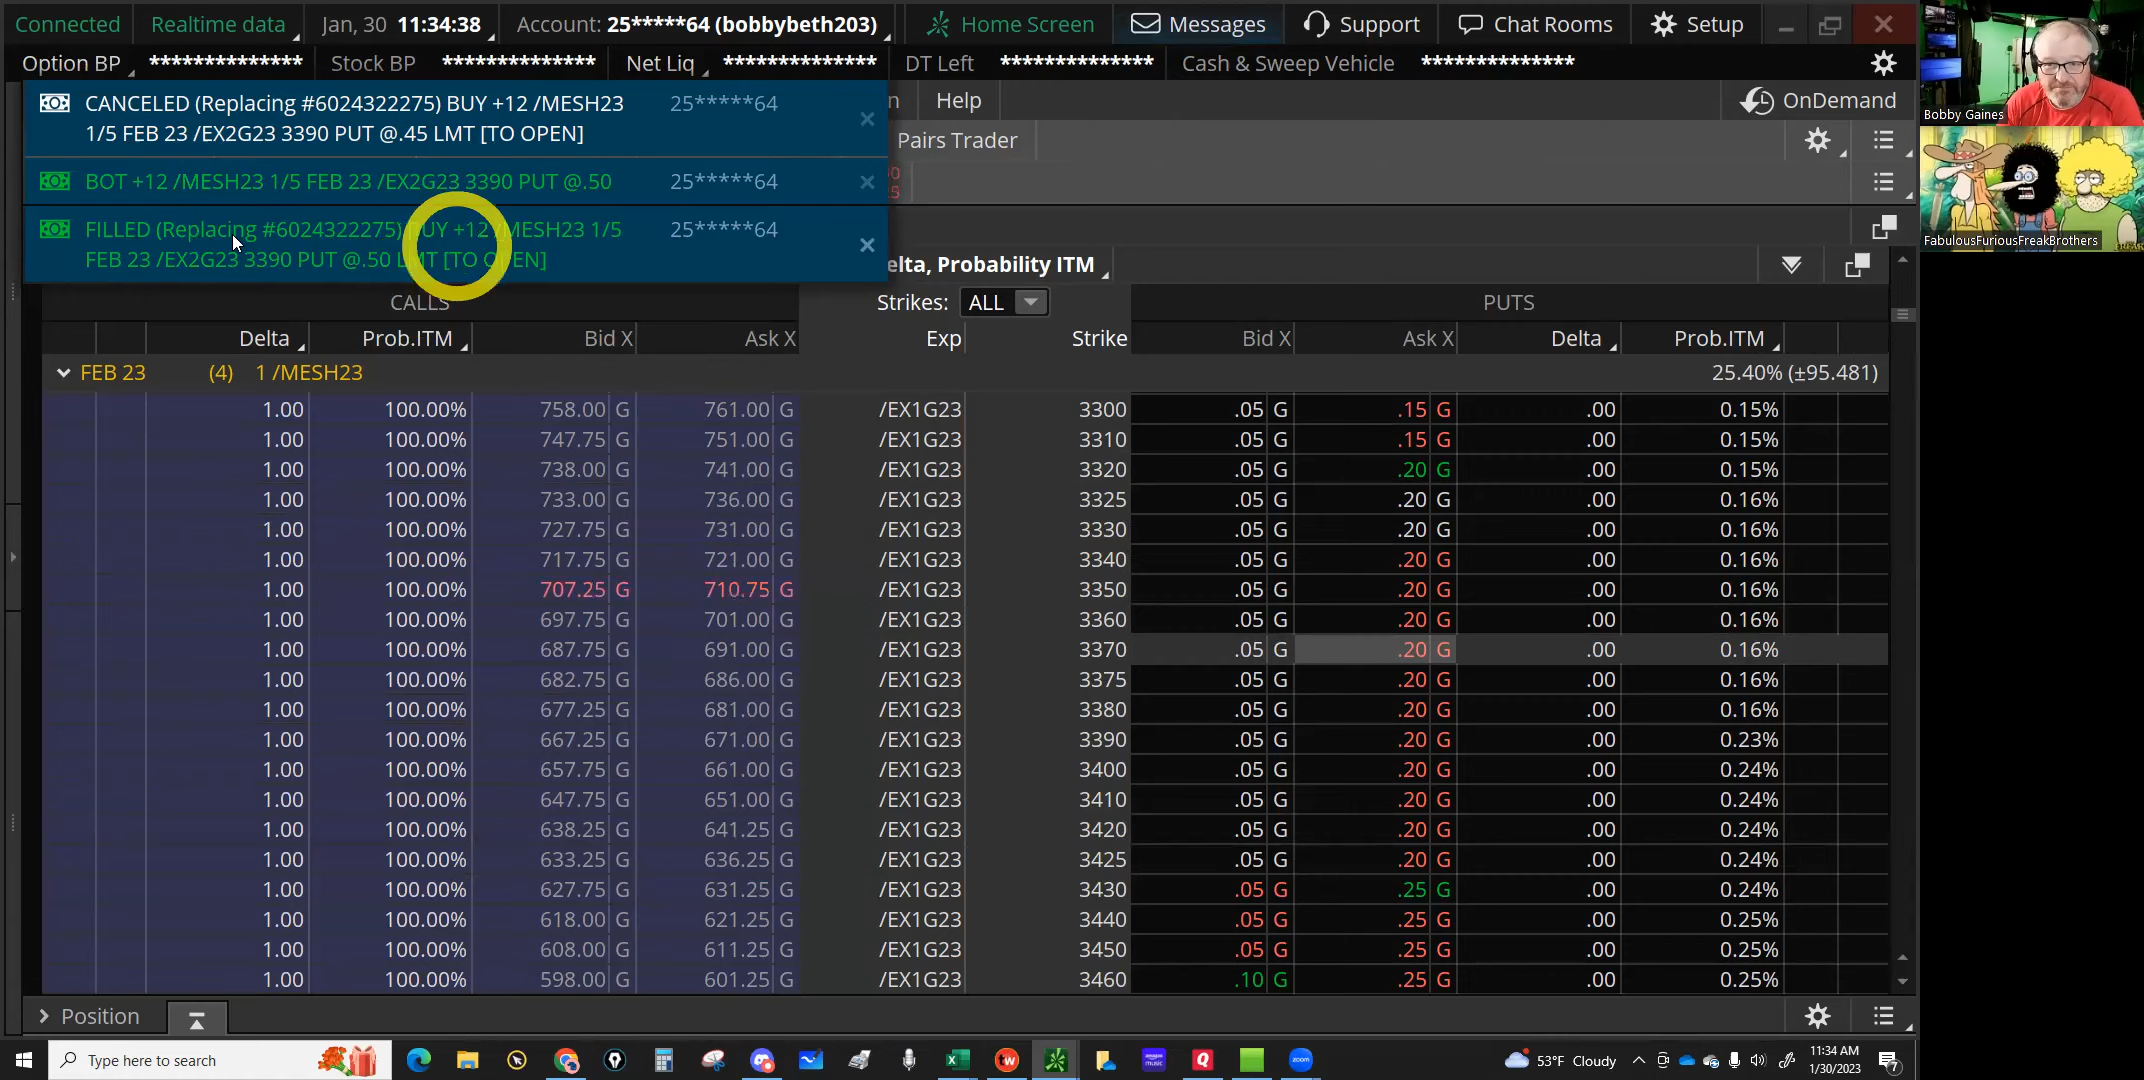 Connected Realtime data Jan, 30 11:34:38 Account: 25*****64 (bobbybeth203) Home Screen Messages Support Chat Rooms Setup
Option BP ************** Stock BP ************** Net Liq ************** DT Left ************** Cash & Sweep Vehicle **************
CANCELED (Replacing #6024322275) BUY +12 /MESH23 25*****64
1/5 FEB 23 /EX2G23 3390 PUT @.45 LMT [TO OPEN]
Help OnDemand
Pairs Trader
BOT +12 /MESH23 1/5 FEB 23 /EX2G23 3390 PUT @.50 25*****64
FILLED (Replacing #6024322275) BUY +12 /MESH23 1/5 25*****64
FEB 23 /EX2G23 3390 PUT @.50 LMT [TO OPEN]
elta, Probability ITM
CALLS Strikes: ALL PUTS
Delta Prob.ITM Bid X Ask X Exp Strike Bid X Ask X Delta Prob.ITM
FEB 23 (4) 1 /MESH23 25.40% (±95.481)
1.00 100.00% 758.00 G 761.00 G /EX1G23 3300 .05 G .15 G .00 0.15%
1.00 100.00% 747.75 G 751.00 G /EX1G23 3310 .05 G .15 G .00 0.15%
1.00 100.00% 738.00 G 741.00 G /EX1G23 3320 .05 G .20 G .00 0.15%
1.00 100.00% 733.00 G 736.00 G /EX1G23 3325 .05 G .20 G .00 0.16%
1.00 100.00% 727.75 G 731.00 G /EX1G23 3330 .05 G .20 G .00 0.16%
1.00 100.00% 717.75 G 721.00 G /EX1G23 3340 .05 G .20 G .00 0.16%
1.00 100.00% 707.25 G 710.75 G /EX1G23 3350 .05 G .20 G .00 0.16%
1.00 100.00% 697.75 G 701.00 G /EX1G23 3360 .05 G .20 G .00 0.16%
1.00 100.00% 687.75 G 691.00 G /EX1G23 3370 .05 G .20 G .00 0.16%
1.00 100.00% 682.75 G 686.00 G /EX1G23 3375 .05 G .20 G .00 0.16%
1.00 100.00% 677.25 G 681.00 G /EX1G23 3380 .05 G .20 G .00 0.16%
1.00 100.00% 667.25 G 671.00 G /EX1G23 3390 .05 G .20 G .00 0.23%
1.00 100.00% 657.75 G 661.00 G /EX1G23 3400 .05 G .20 G .00 0.24%
1.00 100.00% 647.75 G 651.00 G /EX1G23 3410 .05 G .20 G .00 0.24%
1.00 100.00% 638.25 G 641.25 G /EX1G23 3420 .05 G .20 G .00 0.24%
1.00 100.00% 633.25 G 636.25 G /EX1G23 3425 .05 G .20 G .00 0.24%
1.00 100.00% 627.75 G 631.25 G /EX1G23 3430 .05 G .25 G .00 0.24%
1.00 100.00% 618.00 G 621.25 G /EX1G23 3440 .05 G .25 G .00 0.25%
1.00 100.00% 608.00 G 611.25 G /EX1G23 3450 .05 G .25 G .00 0.25%
1.00 100.00% 598.00 G 601.25 G /EX1G23 3460 .10 G .25 G .00 0.25%
Position
Type here to search 53°F Cloudy 11:34 AM
1/30/2023
Bobby Gaines
FabulousFuriousFreakBrothers